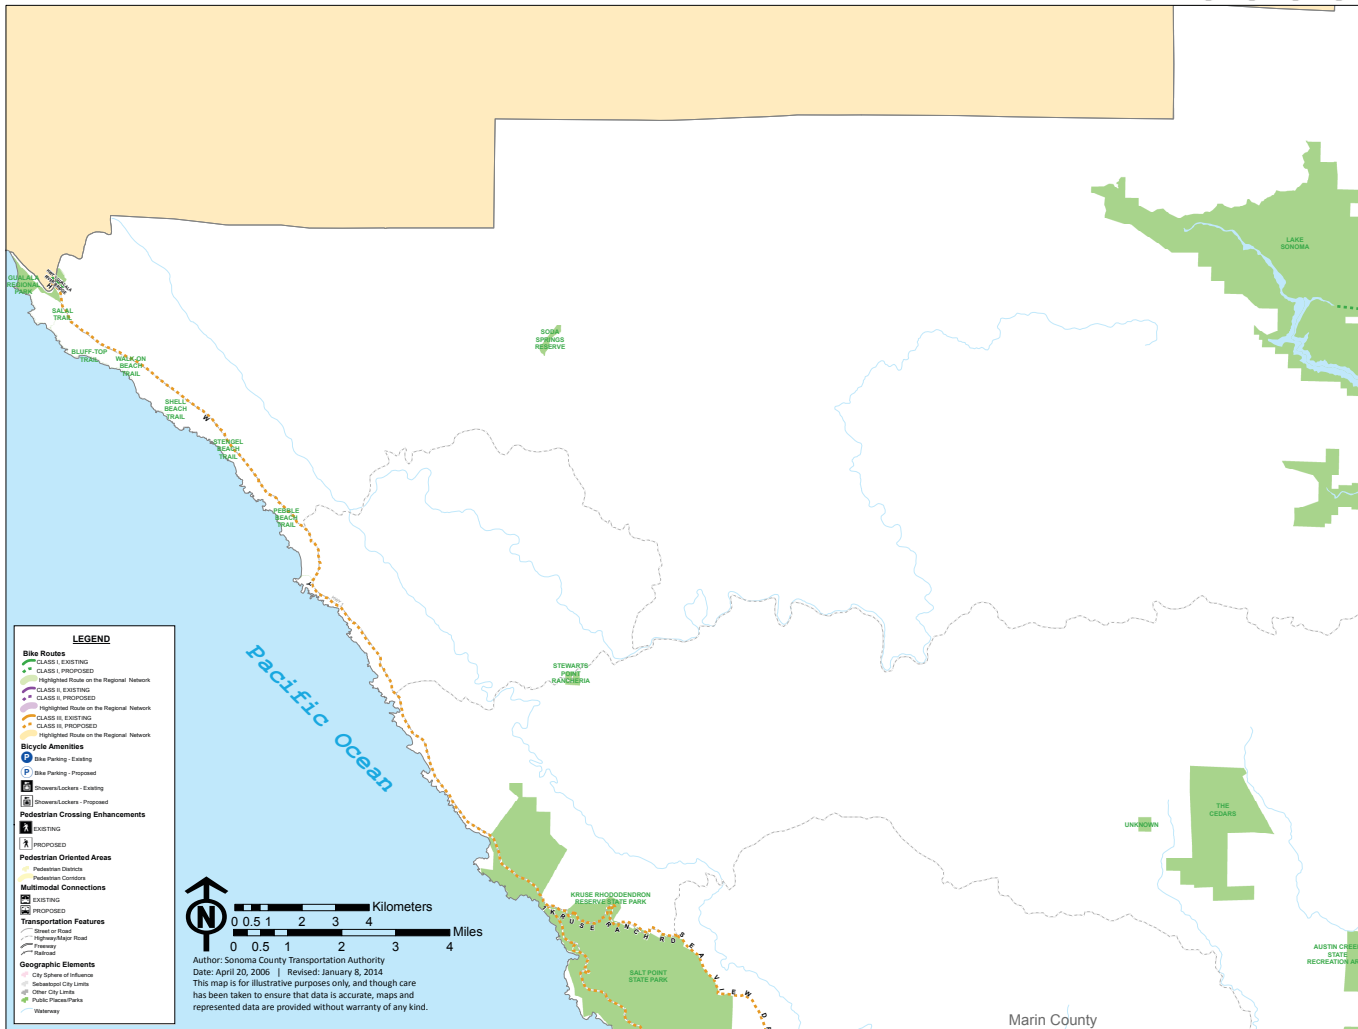 LAKE
SONOMA
GUALALA
REGIONAL
PARK
SALAL
TRAIL
BLUFF-TOP
TRAIL
WALK-ON
BEACH
TRAIL
SODA
SPRINGS
RESERVE
SHELL
BEACH
TRAIL
STENGEL
BEACH
TRAIL
PEBBLE
BEACH
TRAIL
H
W
Y
1
Pacific Ocean
STEWARTS
POINT
RANCHERIA
THE
CEDARS
UNKNOWN
KRUSE RHODODENDRON
RESERVE STATE PARK
KRUSE RANCH RD
SEAVIEW
SALT POINT
STATE PARK
AUSTIN CREE
STATE
RECREATION AR
Marin County
LEGEND
Bike Routes
CLASS I, EXISTING
CLASS I, PROPOSED
Highlighted Route on the Regional Network
CLASS II, EXISTING
CLASS II, PROPOSED
Highlighted Route on the Regional Network
CLASS III, EXISTING
CLASS III, PROPOSED
Highlighted Route on the Regional Network
Bicycle Amenities
P Bike Parking - Existing
P Bike Parking - Proposed
Showers/Lockers - Existing
Showers/Lockers - Proposed
Pedestrian Crossing Enhancements
EXISTING
PROPOSED
Pedestrian Oriented Areas
Pedestrian Districts
Pedestrian Corridors
Multimodal Connections
EXISTING
PROPOSED
Transportation Features
Street or Road
Highway/Major Road
Freeway
Railroad
Geographic Elements
City Sphere of Influence
Sebastopol City Limits
Other City Limits
Public Places/Parks
Waterway
N
Kilometers
0 0.5 1 2 3 4
Miles
0 0.5 1 2 3 4
Author: Sonoma County Transportation Authority
Date: April 20, 2006 | Revised: January 8, 2014
This map is for illustrative purposes only, and though care
has been taken to ensure that data is accurate, maps and
represented data are provided without warranty of any kind.